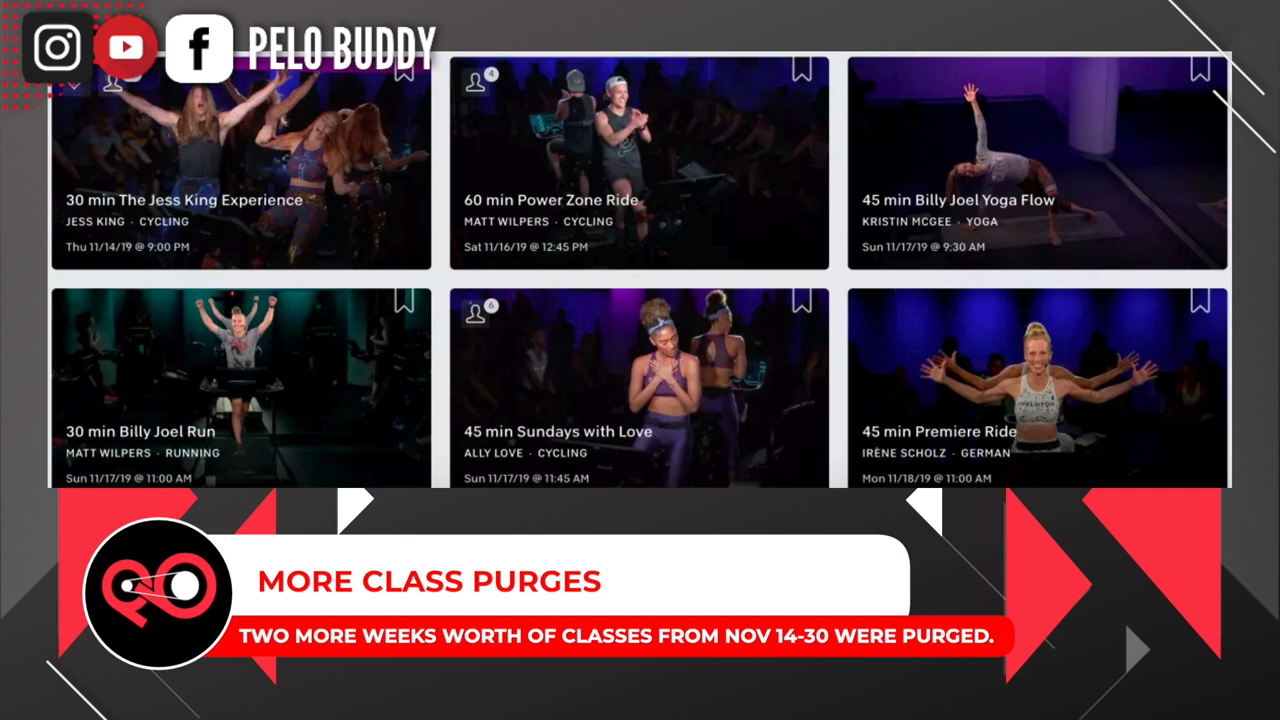 PELO BUDDY
4
30 min The Jess King Experience
JESS KING · CYCLING
Thu 11/14/19 @ 9:00 PM
60 min Power Zone Ride
MATT WILPERS · CYCLING
Sat 11/16/19 @ 12:45 PM
45 min Billy Joel Yoga Flow
KRISTIN MCGEE · YOGA
Sun 11/17/19 @ 9:30 AM
6
30 min Billy Joel Run
MATT WILPERS · RUNNING
Sun 11/17/19 @ 11:00 AM
45 min Sundays with Love
ALLY LOVE · CYCLING
Sun 11/17/19 @ 11:45 AM
PELOTON
45 min Premiere Ride
IRÈNE SCHOLZ · GERMAN
Mon 11/18/19 @ 11:00 AM
MORE CLASS PURGES
TWO MORE WEEKS WORTH OF CLASSES FROM NOV 14-30 WERE PURGED.